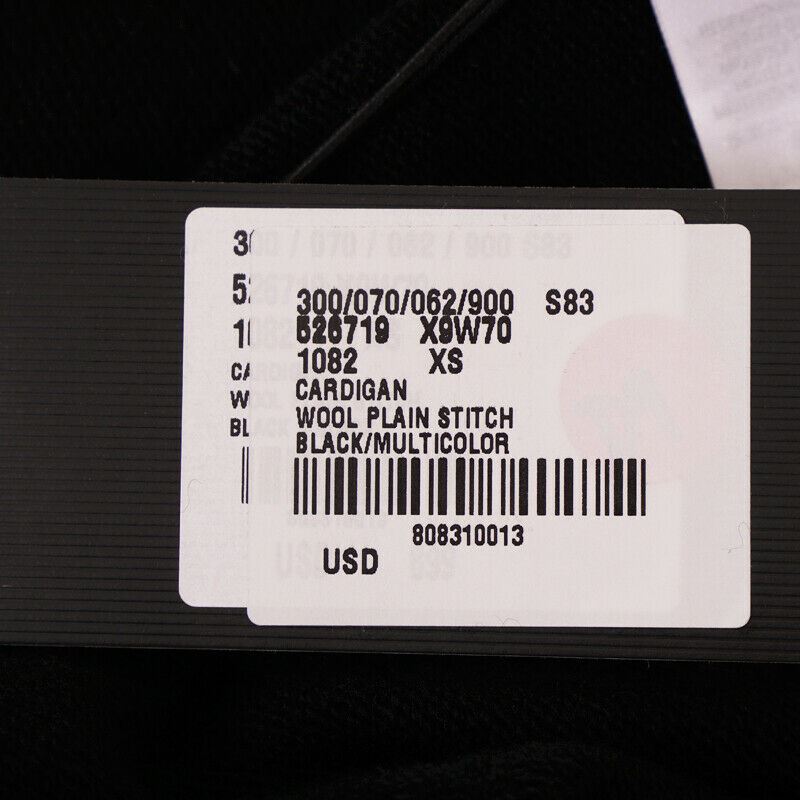 300/070/062/900 S83
526719 X9W70
1082 XS
CARDIGAN
WOOL PLAIN STITCH
BLACK/MULTICOLOR
808310013
USD